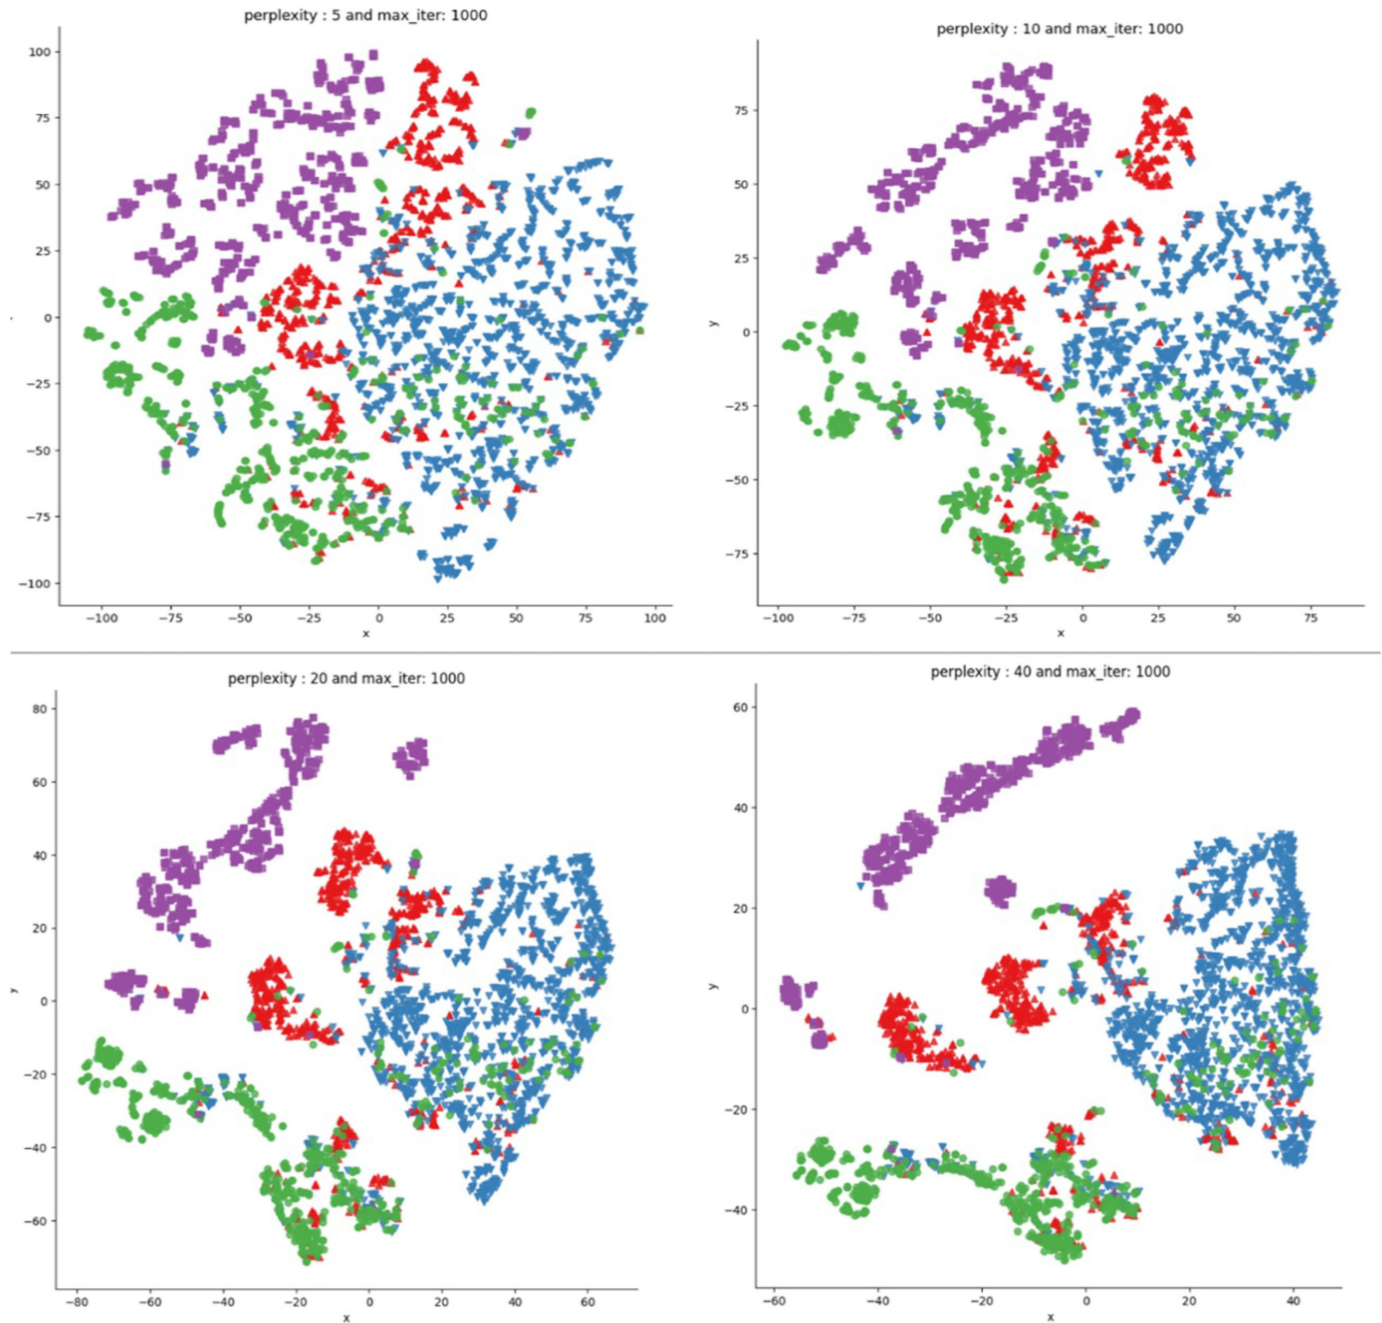 perplexity : 5 and max_iter: 1000
100
75
50
25
0
−25
−50
−75
−100
−100 −75 −50 −25 0 25 50 75 100
x
perplexity : 10 and max_iter: 1000
75
50
25
0
−25
−50
−75
y
−100 −75 −50 −25 0 25 50 75
x
perplexity : 20 and max_iter: 1000
80
60
40
20
0
−20
−40
−60
y
−80 −60 −40 −20 0 20 40 60
x
perplexity : 40 and max_iter: 1000
60
40
20
0
−20
−40
y
−60 −40 −20 0 20 40
x